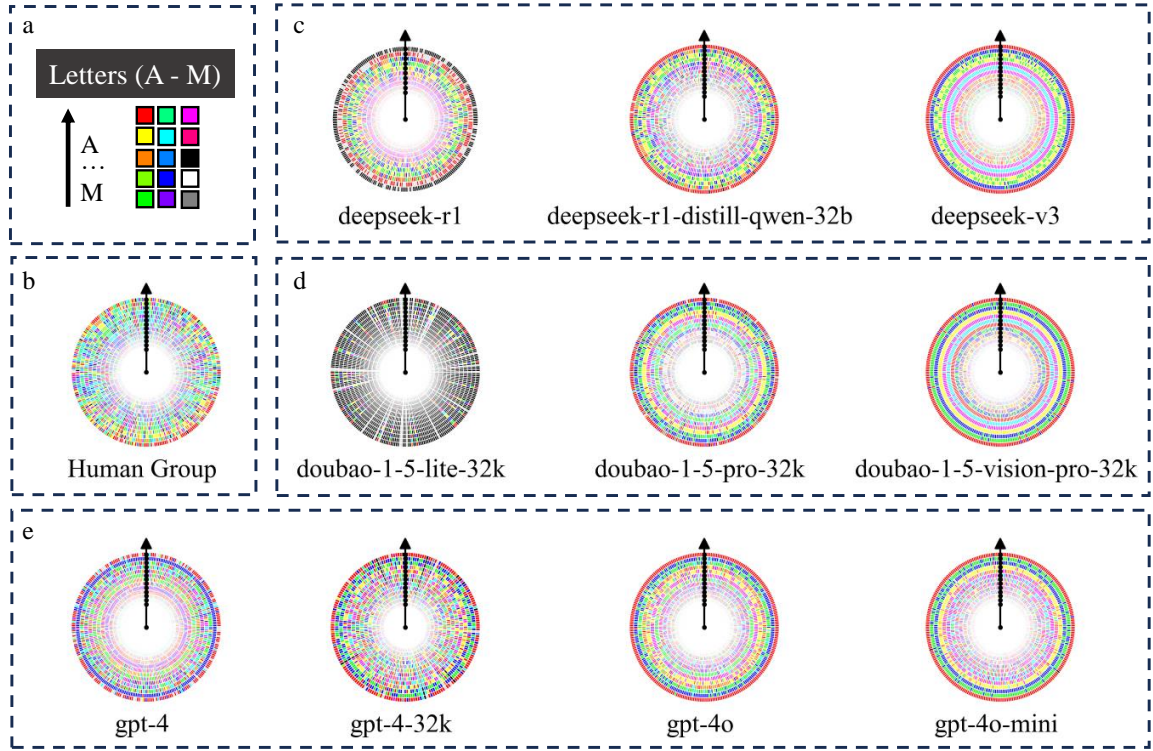 a
Letters (A - M)
A
...
M
b
Human Group
c
deepseek-r1
deepseek-r1-distill-qwen-32b
deepseek-v3
d
doubao-1-5-lite-32k
doubao-1-5-pro-32k
doubao-1-5-vision-pro-32k
e
gpt-4
gpt-4-32k
gpt-4o
gpt-4o-mini